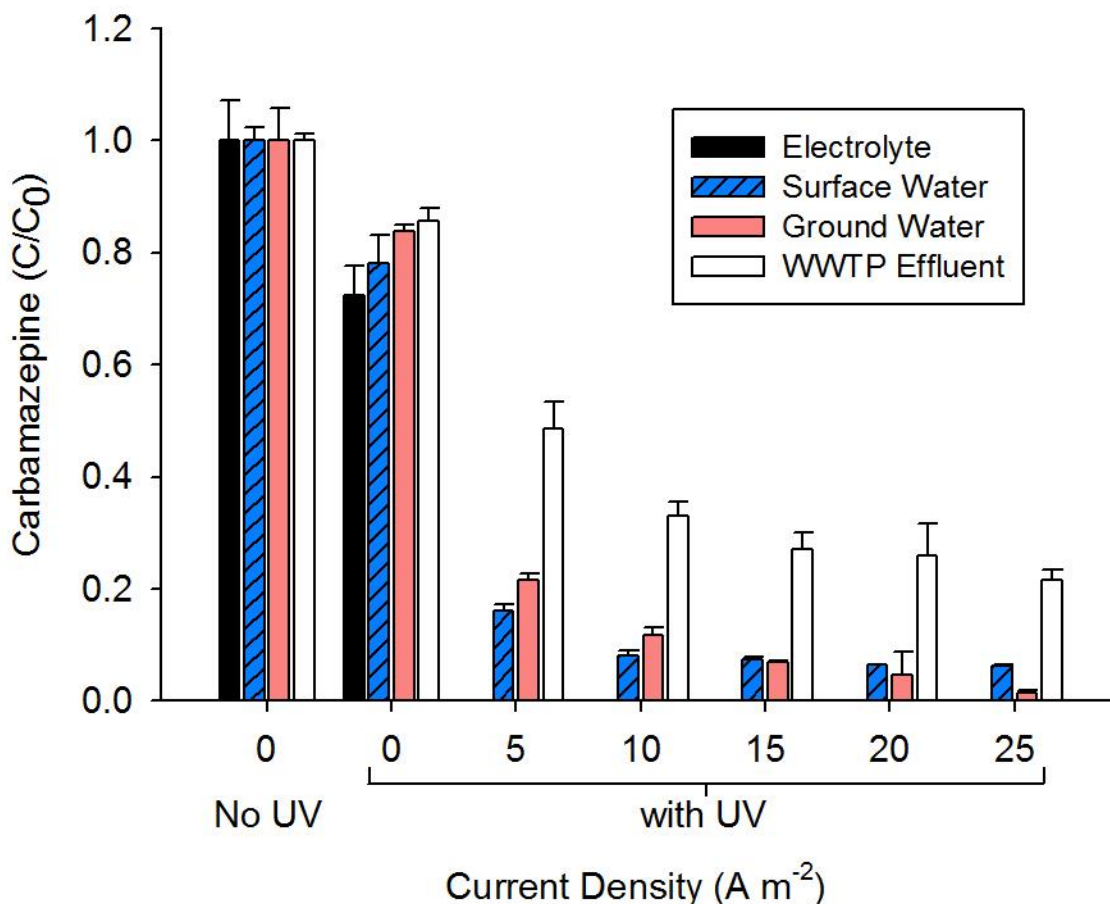 Carbamazepine (C/C0)
1.2
1.0
0.8
0.6
0.4
0.2
0.0
Electrolyte
Surface Water
Ground Water
WWTP Effluent
0 0 5 10 15 20 25
No UV with UV
Current Density (A m-2)